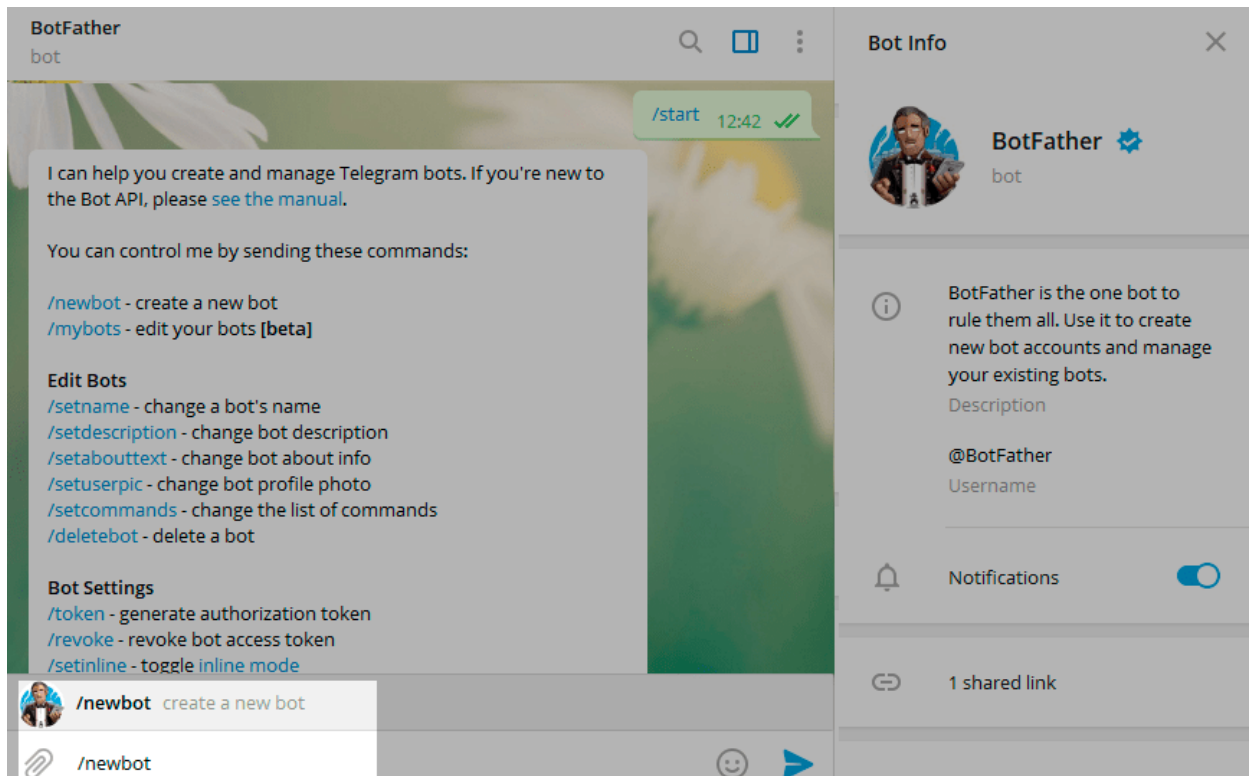 BotFather
bot
/start 12:42
I can help you create and manage Telegram bots. If you're new to
the Bot API, please see the manual.
You can control me by sending these commands:
/newbot - create a new bot
/mybots - edit your bots [beta]
Edit Bots
/setname - change a bot's name
/setdescription - change bot description
/setabouttext - change bot about info
/setuserpic - change bot profile photo
/setcommands - change the list of commands
/deletebot - delete a bot
Bot Settings
/token - generate authorization token
/revoke - revoke bot access token
/setinline - toggle inline mode
/newbot create a new bot
/newbot
Bot Info
BotFather
bot
BotFather is the one bot to
rule them all. Use it to create
new bot accounts and manage
your existing bots.
Description
@BotFather
Username
Notifications
1 shared link